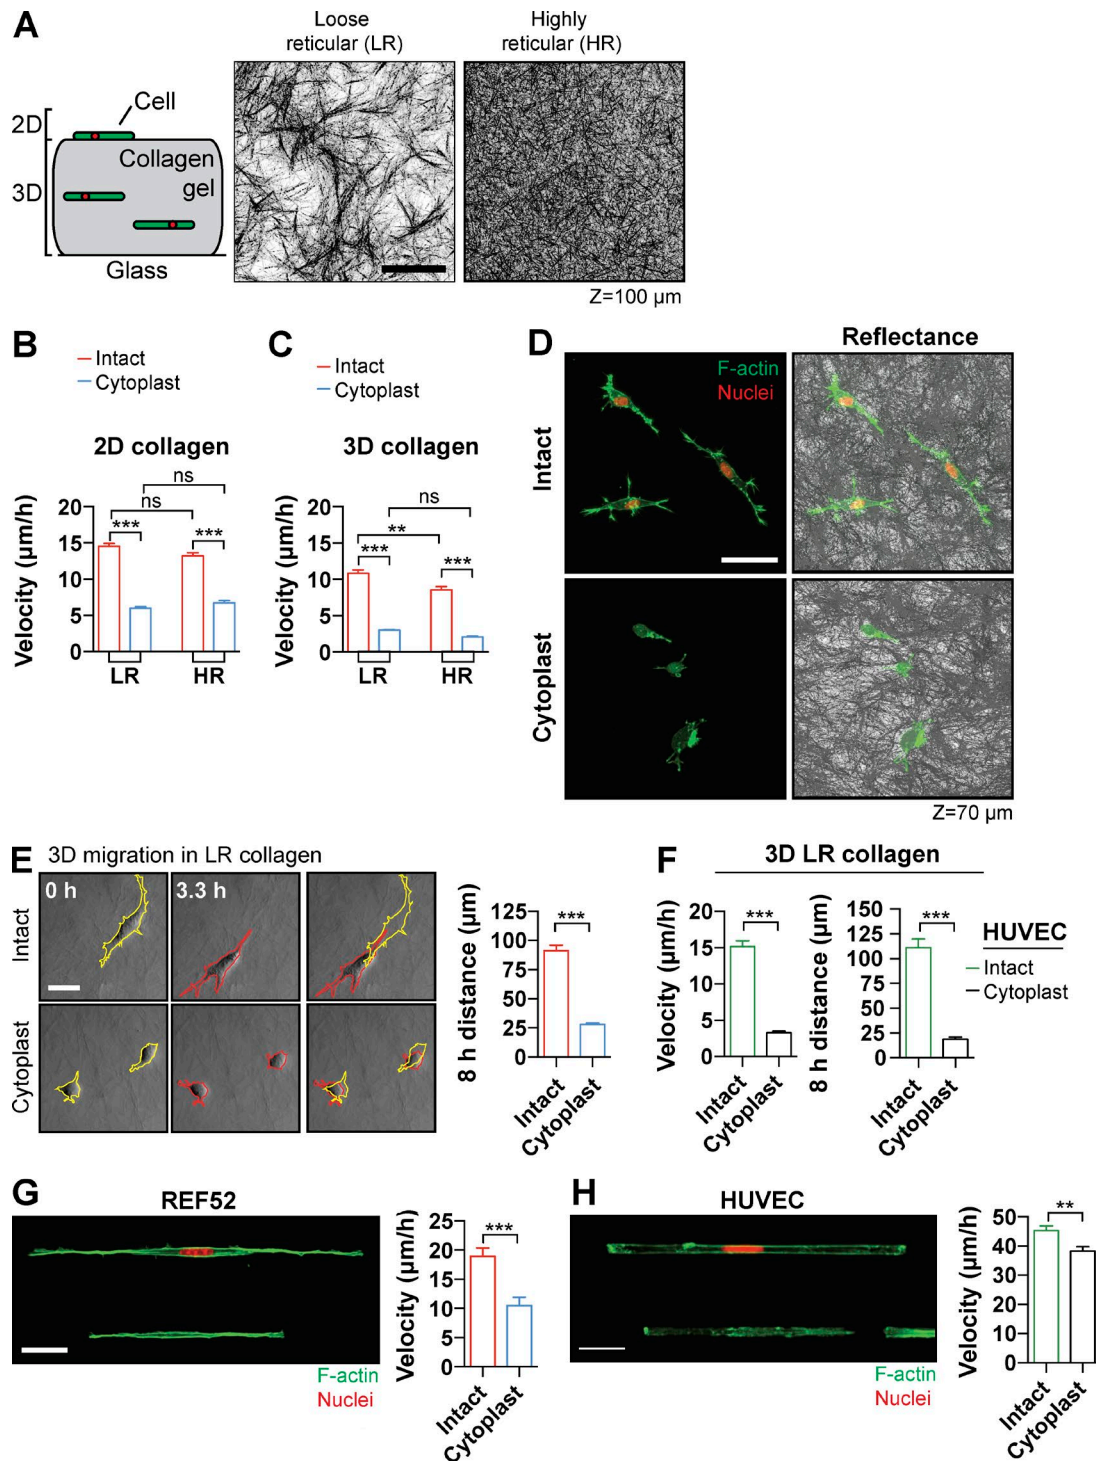 A
Loose
reticular (LR)
Highly
reticular (HR)
2D
3D
Cell
Collagen
gel
Glass
Z=100 µm
B
Intact
Cytoplast
2D collagen
Velocity (µm/h)
20
15
10
5
0
ns
ns
***
***
LR
HR
C
Intact
Cytoplast
3D collagen
Velocity (µm/h)
20
15
10
5
0
ns
**
***
***
LR
HR
D
Reflectance
F-actin
Nuclei
Intact
Cytoplast
Z=70 µm
E
3D migration in LR collagen
0 h
3.3 h
Intact
Cytoplast
8 h distance (µm)
125
100
75
50
25
0
***
Intact
Cytoplast
F
3D LR collagen
Velocity (µm/h)
20
15
10
5
0
***
Intact
Cytoplast
8 h distance (µm)
150
125
100
75
50
25
0
***
Intact
Cytoplast
HUVEC
Intact
Cytoplast
G
REF52
F-actin
Nuclei
Velocity (µm/h)
25
20
15
10
5
0
***
Intact
Cytoplast
H
HUVEC
F-actin
Nuclei
Velocity (µm/h)
50
40
30
20
10
0
**
Intact
Cytoplast